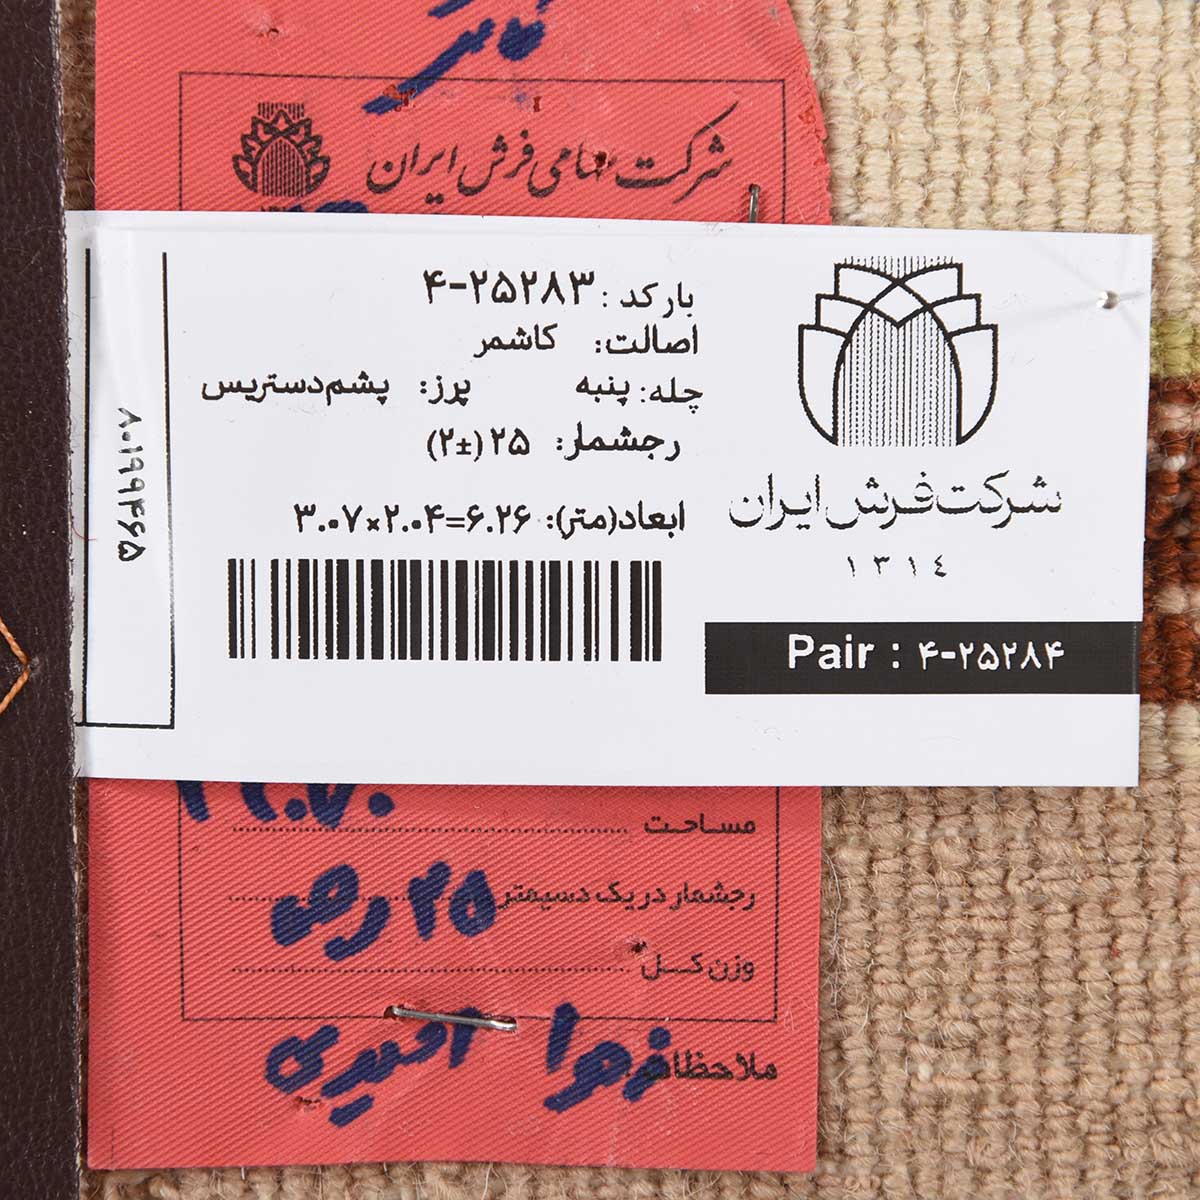 شرکت سهامی فرش ایران
بارکد : ۴-۲۵۲۸۳
اصالت: کاشمر
چله: پنبه پرز: پشم‌دستریس
رجشمار: ۲۵(±۲)
ابعاد(متر): ۳.۰۷×۲.۰۴=۶.۲۶
شرکت فرش ایران
۱۳۱٤
Pair : ۴-۲۵۲۸۴
۸۰۱۹۹۴۶۶۵
مساحت
رجشمار در یک دسیمتر ۲۵ رج
وزن کل
ملاحظات زهرا